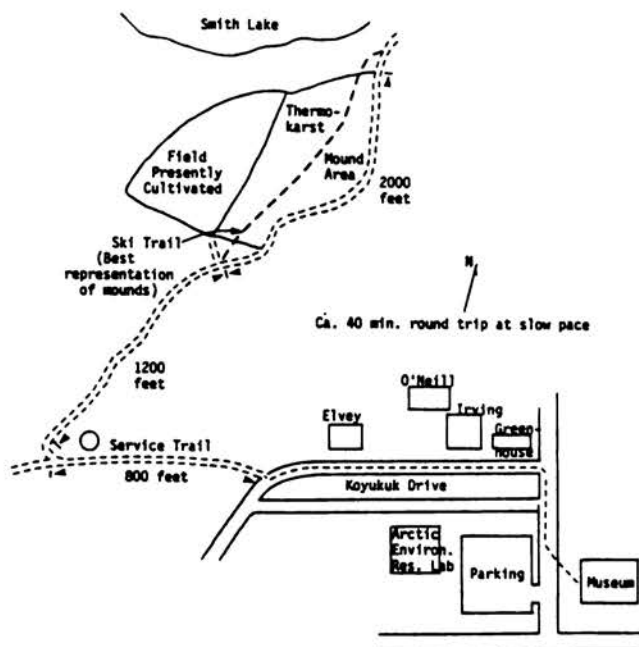 Smith Lake
Thermo-
karst
Mound
Area
Field
Presently
Cultivated
2000
feet
Ski Trail
(Best
representation
of mounds)
N
Ca. 40 min. round trip at slow pace
1200
feet
O'Neill
Elvey
Irving
Green-
house
Service Trail
800 feet
Koyukuk Drive
Arctic
Environ.
Res. Lab
Parking
Museum